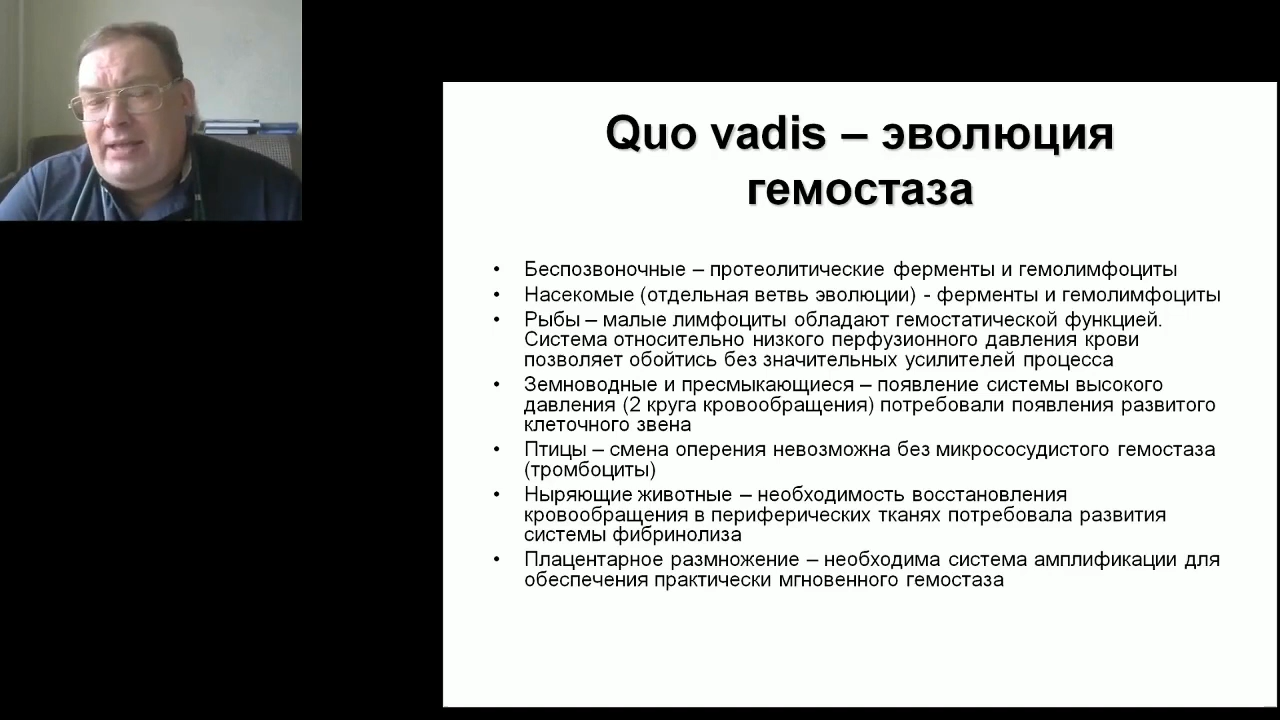 Quo vadis – эволюция
гемостаза
• Беспозвоночные – протеолитические ферменты и гемолимфоциты
• Насекомые (отдельная ветвь эволюции) - ферменты и гемолимфоциты
• Рыбы – малые лимфоциты обладают гемостатической функцией.
Система относительно низкого перфузионного давления крови
позволяет обойтись без значительных усилителей процесса
• Земноводные и пресмыкающиеся – появление системы высокого
давления (2 круга кровообращения) потребовали появления развитого
клеточного звена
• Птицы – смена оперения невозможна без микрососудистого гемостаза
(тромбоциты)
• Ныряющие животные – необходимость восстановления
кровообращения в периферических тканях потребовала развития
системы фибринолиза
• Плацентарное размножение – необходима система амплификации для
обеспечения практически мгновенного гемостаза